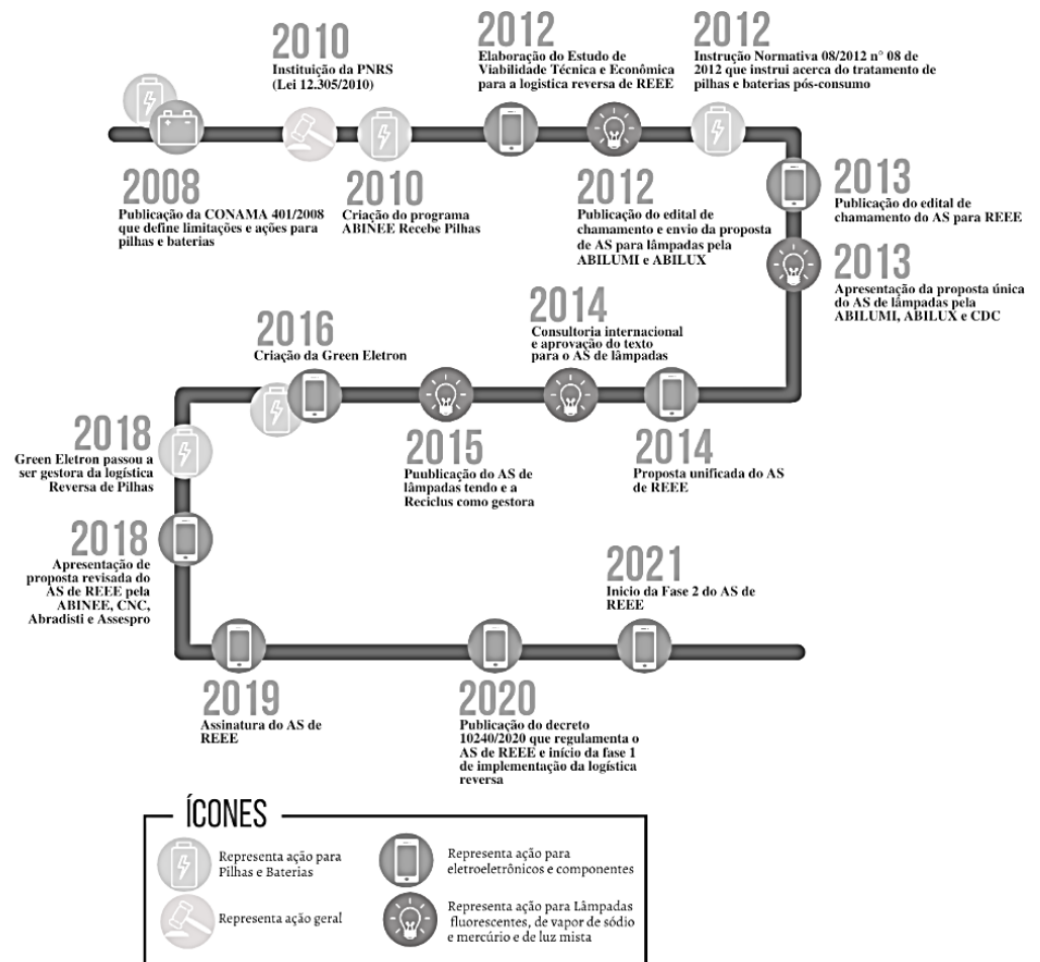 2010
Instituição da PNRS
(Lei 12.305/2010)
2012
Elaboração do Estudo de
Viabilidade Técnica e Econômica
para a logistica reversa de REEE
2012
Instrução Normativa 08/2012 n° 08 de
2012 que instrui acerca do tratamento de
pilhas e baterias pós-consumo
2008
Publicação da CONAMA 401/2008
que define limitações e ações para
pilhas e baterias
2010
Criação do programa
ABINEE Recebe Pilhas
2012
Publicação do edital de
chamamento e envio da proposta
de AS para lâmpadas pela
ABILUMI e ABILUX
2013
Publicação do edital de
chamamento do AS para REEE
2013
Apresentação da proposta única
do AS de lâmpadas pela
ABILUMI, ABILUX e CDC
2014
Consultoria internacional
e aprovação do texto
para o AS de lâmpadas
2014
Proposta unificada do AS
de REEE
2015
Puublicação do AS de
lâmpadas tendo e a
Reciclus como gestora
2016
Criação da Green Eletron
2018
Green Eletron passou a
ser gestora da logística
Reversa de Pilhas
2018
Apresentação de
proposta revisada do
AS de REEE pela
ABINEE, CNC,
Abradisti e Assespro
2019
Assinatura do AS de
REEE
2020
Publicação do decreto
10240/2020 que regulamenta o
AS de REEE e início da fase 1
de implementação da logística
reversa
2021
Inicio da Fase 2 do AS de
REEE
ÍCONES
Representa ação para
Pilhas e Baterias
Representa ação para
eletroeletrônicos e componentes
Representa ação geral
Representa ação para Lâmpadas
fluorescentes, de vapor de sódio
e mercúrio e de luz mista